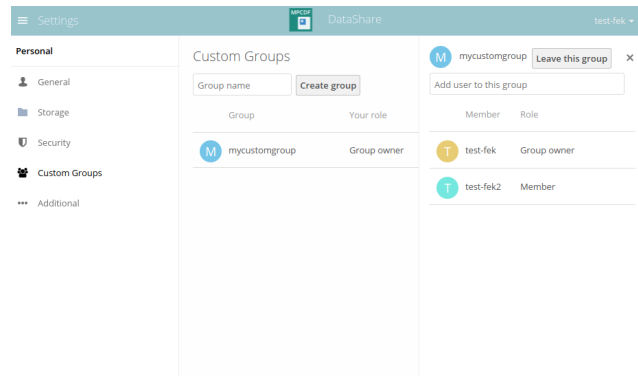 Settings
MPCDF
DataShare
test-fek
Personal
General
Storage
Security
Custom Groups
Additional
Custom Groups
Group name
Create group
Group Your role
M mycustomgroup Group owner
M mycustomgroup Leave this group ×
Add user to this group
Member Role
T test-fek Group owner
T test-fek2 Member